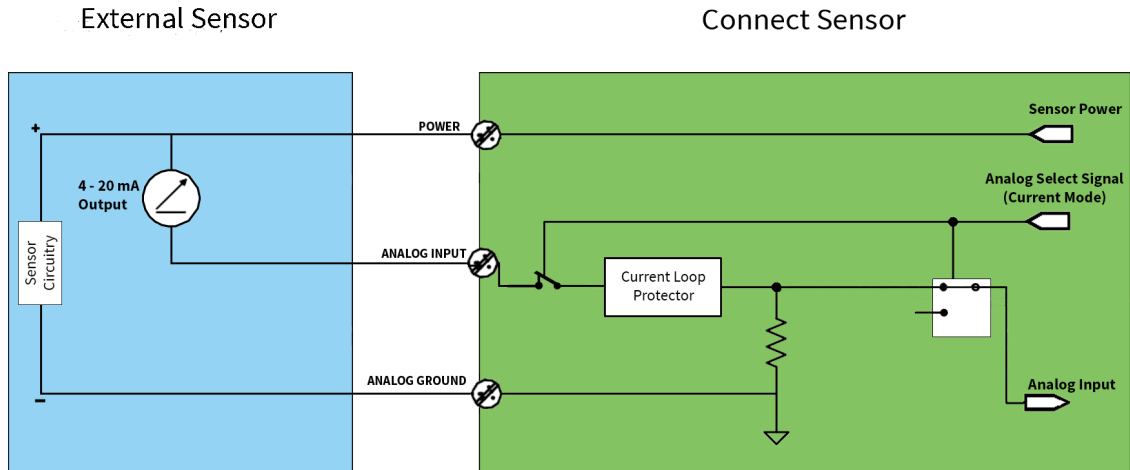 External Sensor
Connect Sensor
+
POWER
Sensor Power
4 - 20 mA
Output
Analog Select Signal
(Current Mode)
Sensor
Circuitry
ANALOG INPUT
Current Loop
Protector
ANALOG GROUND
Analog Input
–